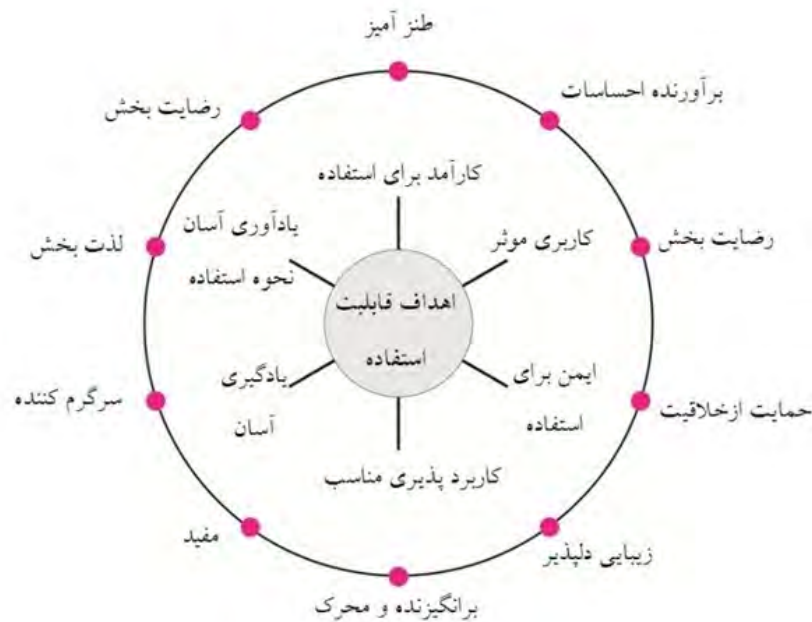 طنز آمیز
برآورنده احساسات
رضایت بخش
کارآمد برای استفاده
یادآوری آسان
نحوه استفاده
کاربری موثر
رضایت بخش
لذت بخش
اهداف قابلبت
استفاده
ایمن برای
استفاده
یادگیری
آسان
سرگرم کننده
حمایت ازخلاقیت
کاربرد پذیری مناسب
مفید
زیبایی دلپذیر
برانگیزنده و محرک